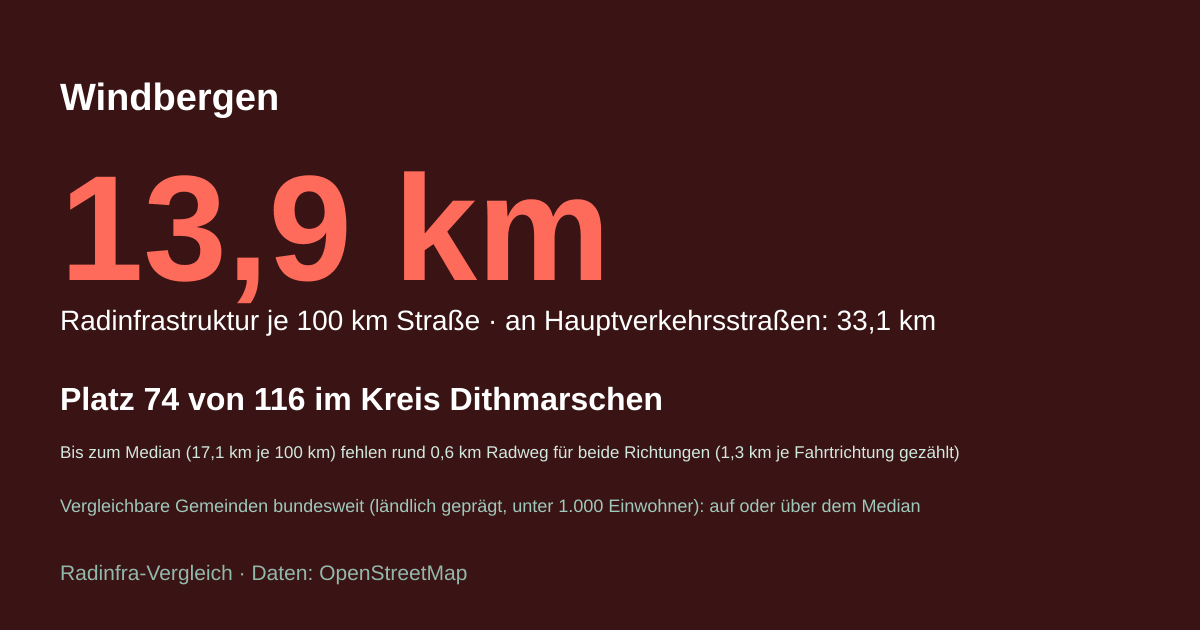 Windbergen
13,9 km
Radinfrastruktur je 100 km Straße · an Hauptverkehrsstraßen: 33,1 km
Platz 74 von 116 im Kreis Dithmarschen
Bis zum Median (17,1 km je 100 km) fehlen rund 0,6 km Radweg für beide Richtungen (1,3 km je Fahrtrichtung gezählt)
Vergleichbare Gemeinden bundesweit (ländlich geprägt, unter 1.000 Einwohner): auf oder über dem Median
Radinfra-Vergleich · Daten: OpenStreetMap